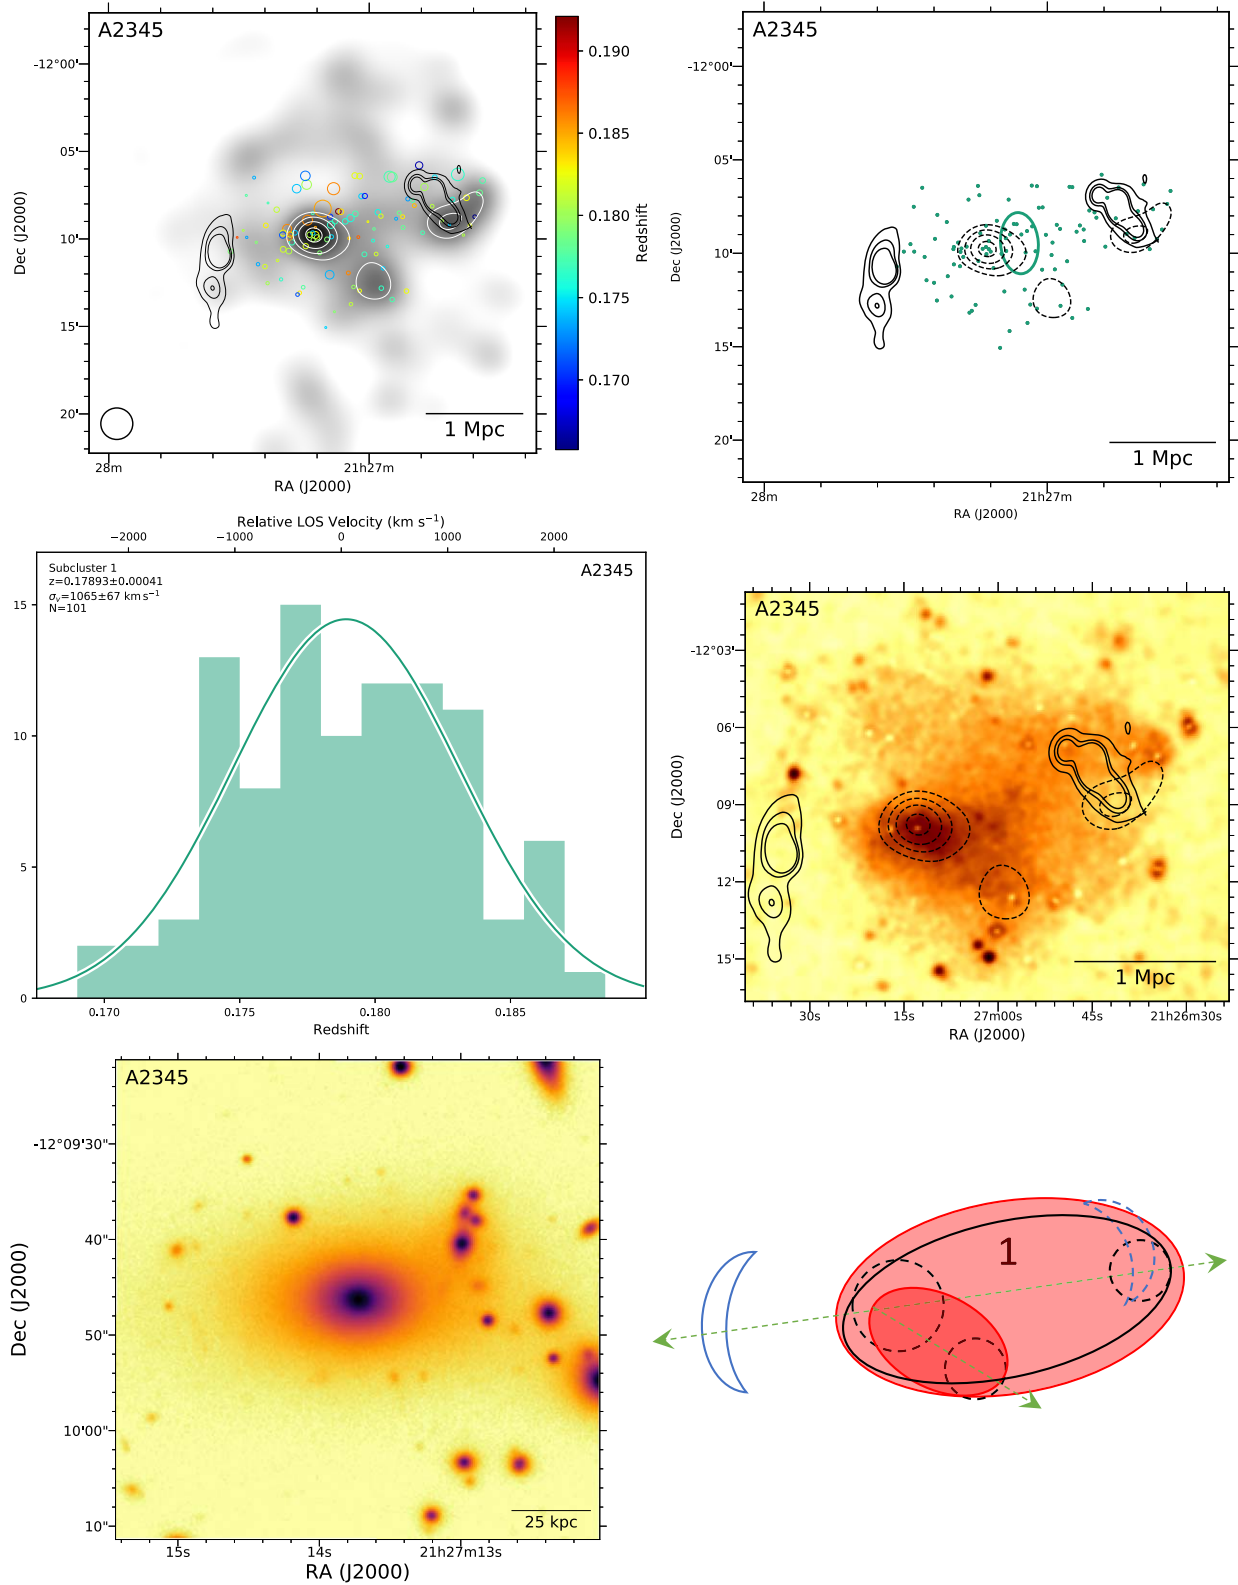 A2345
-12°00'
05'
10'
15'
20'
Dec (J2000)
28m
21h27m
RA (J2000)
1 Mpc
0.190
0.185
0.180
0.175
0.170
Redshift
A2345
-12°00'
05'
10'
15'
20'
Dec (J2000)
28m
21h27m
RA (J2000)
1 Mpc
Relative LOS Velocity (km s⁻¹)
−2000
−1000
0
1000
2000
Subcluster 1
z=0.17893±0.00041
σᵥ=1065±67 km s⁻¹
N=101
A2345
15
10
5
0
0.170
0.175
0.180
0.185
Redshift
A2345
-12°03'
06'
09'
12'
15'
Dec (J2000)
30s
15s
27m00s
45s
21h26m30s
RA (J2000)
1 Mpc
A2345
-12°09'30"
40"
50"
10'00"
10"
Dec (J2000)
15s
14s
21h27m13s
RA (J2000)
25 kpc
1